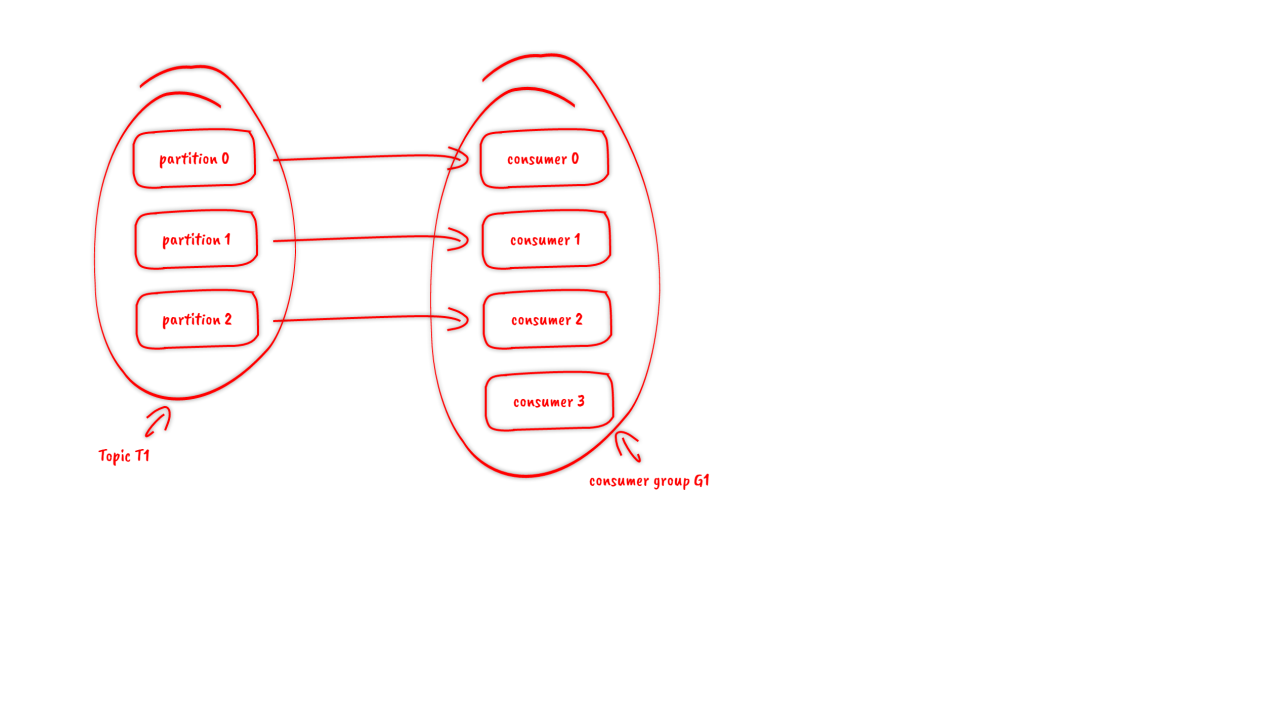 partition 0
consumer 0
partition 1
consumer 1
partition 2
consumer 2
consumer 3
Topic T1
consumer group G1